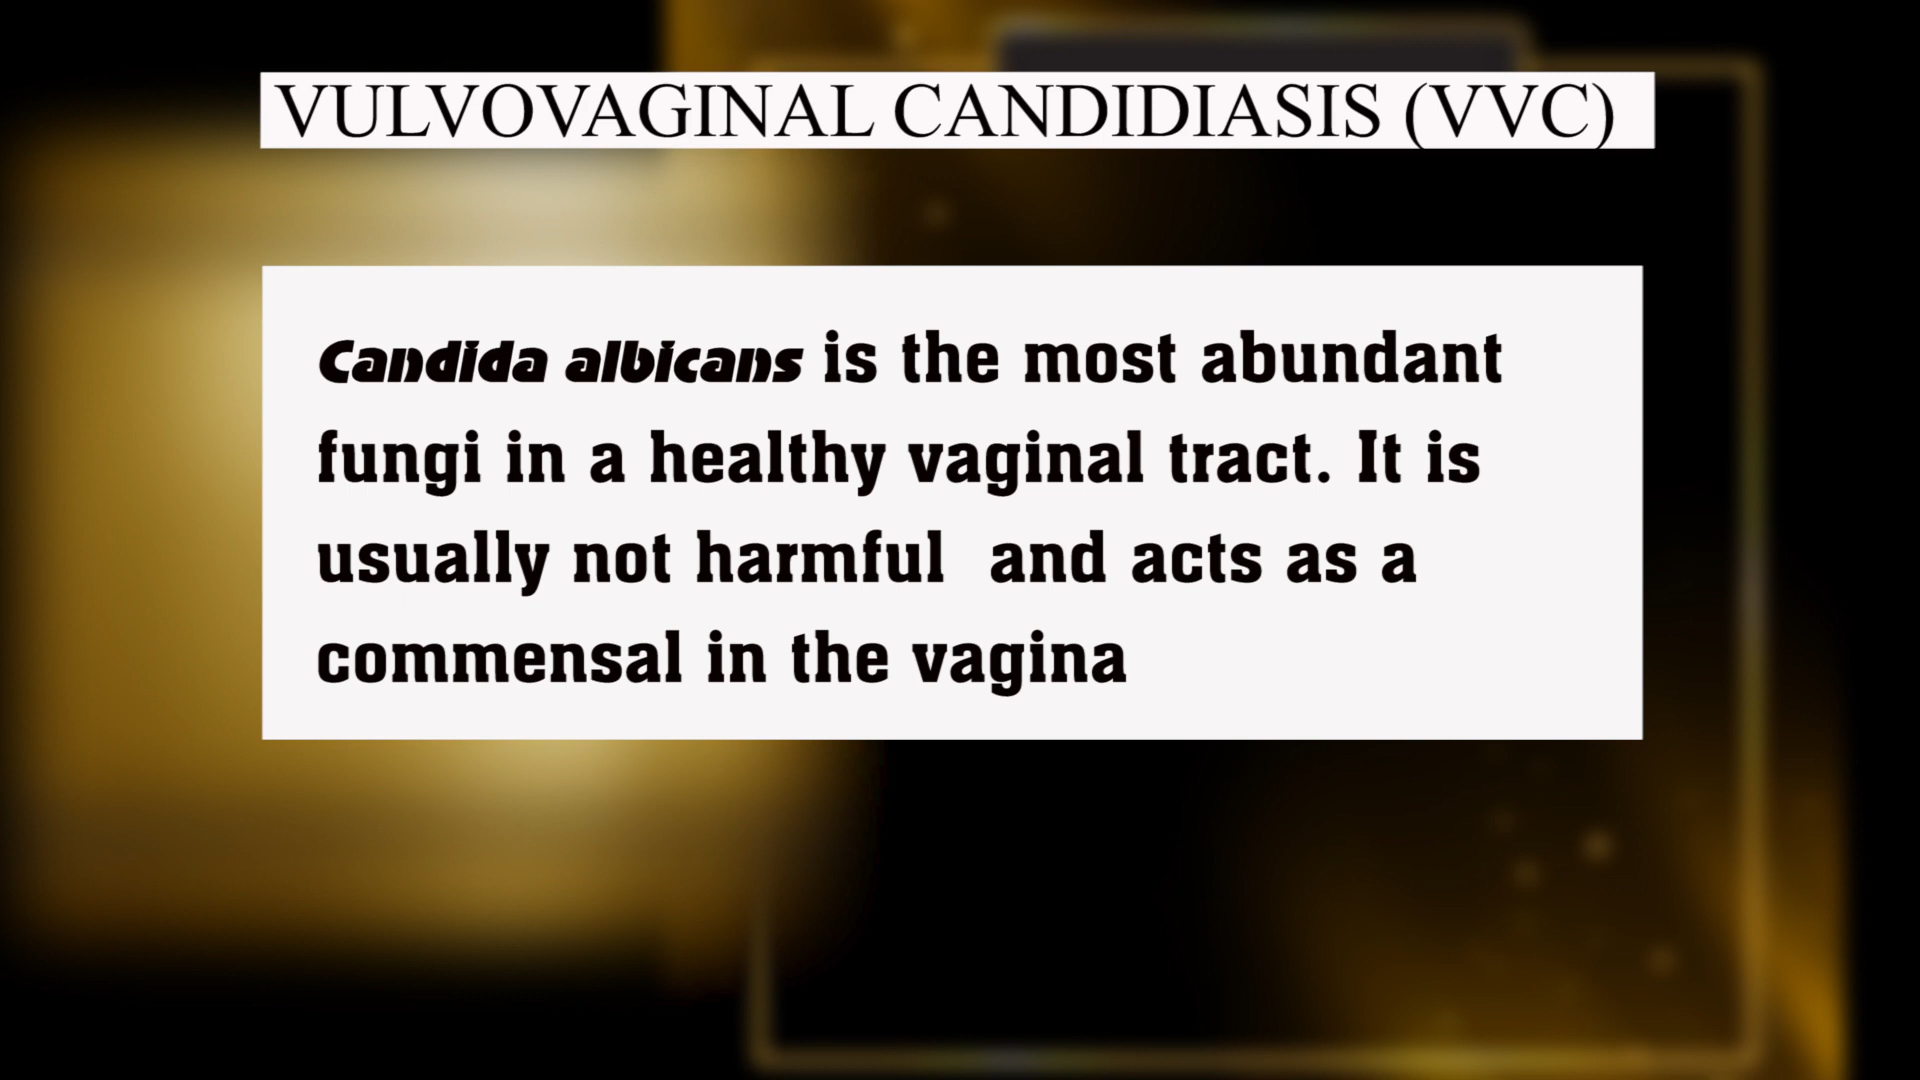 VULVOVAGINAL CANDIDIASIS (VVC)
Candida albicans is the most abundant
fungi in a healthy vaginal tract. It is
usually not harmful  and acts as a
commensal in the vagina